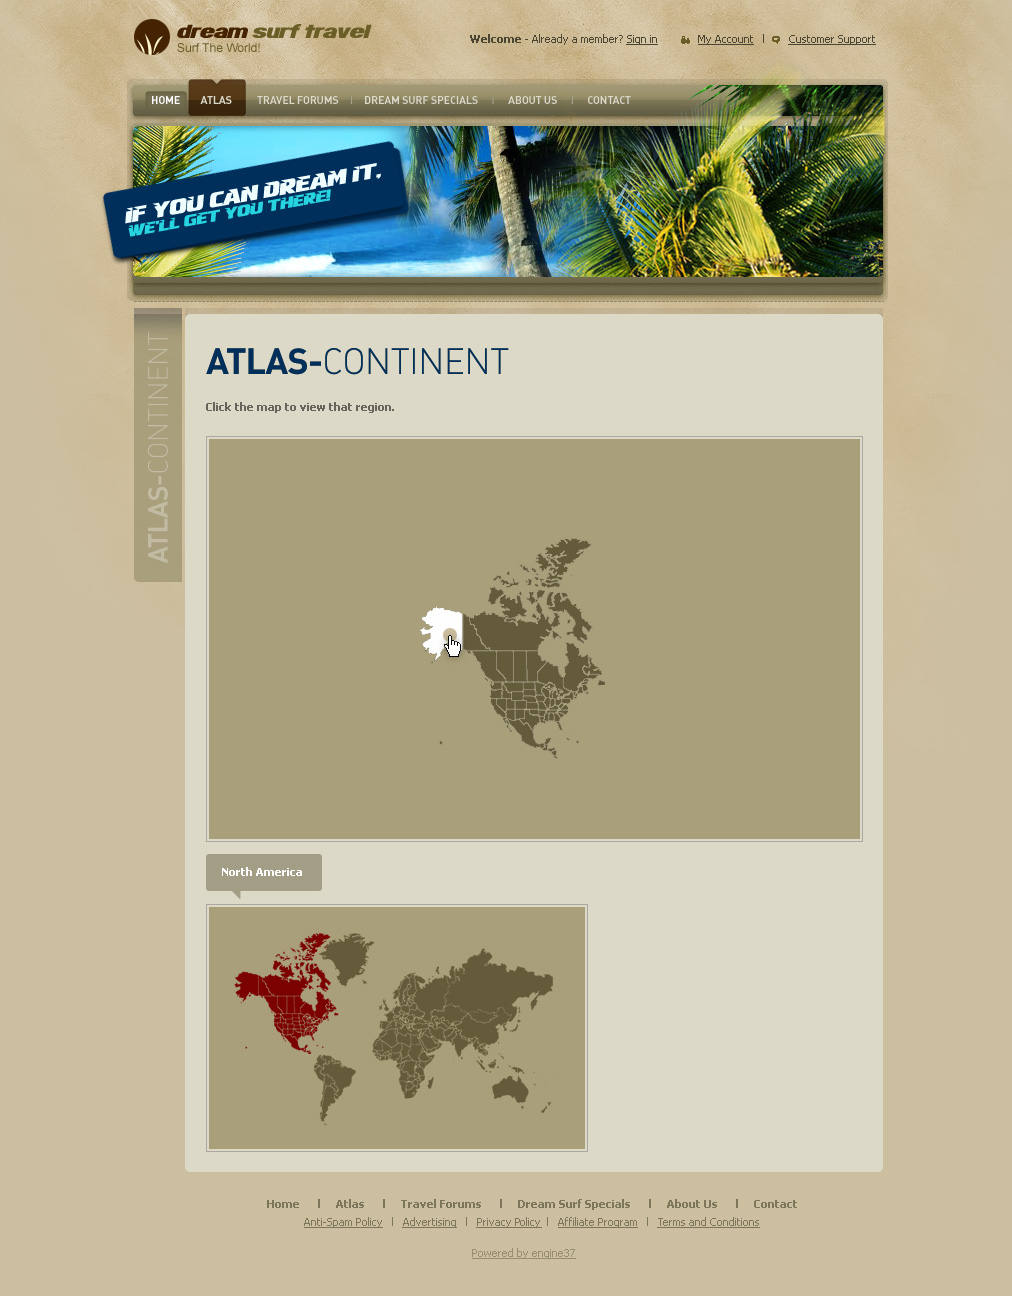 dream surf travel
Surf The World!
Welcome - Already a member? Sign in My Account | Customer Support
HOME ATLAS TRAVEL FORUMS | DREAM SURF SPECIALS | ABOUT US | CONTACT
IF YOU CAN DREAM IT,
WE'LL GET YOU THERE!
ATLAS-CONTINENT
ATLAS-CONTINENT
Click the map to view that region.
North America
Home | Atlas | Travel Forums | Dream Surf Specials | About Us | Contact
Anti-Spam Policy | Advertising | Privacy Policy | Affiliate Program | Terms and Conditions
Powered by engine37